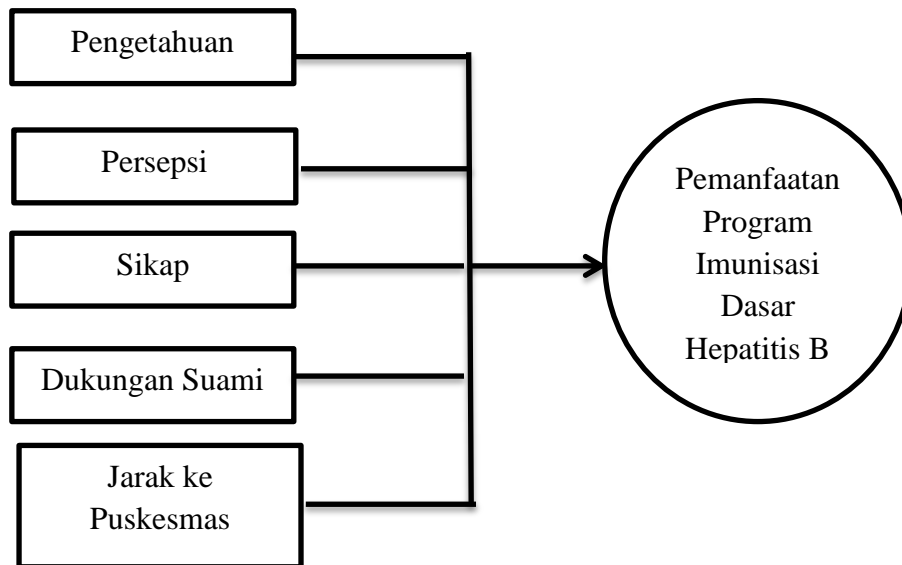 Pengetahuan
Persepsi
Sikap
Dukungan Suami
Jarak ke
Puskesmas
Pemanfaatan
Program
Imunisasi
Dasar
Hepatitis B